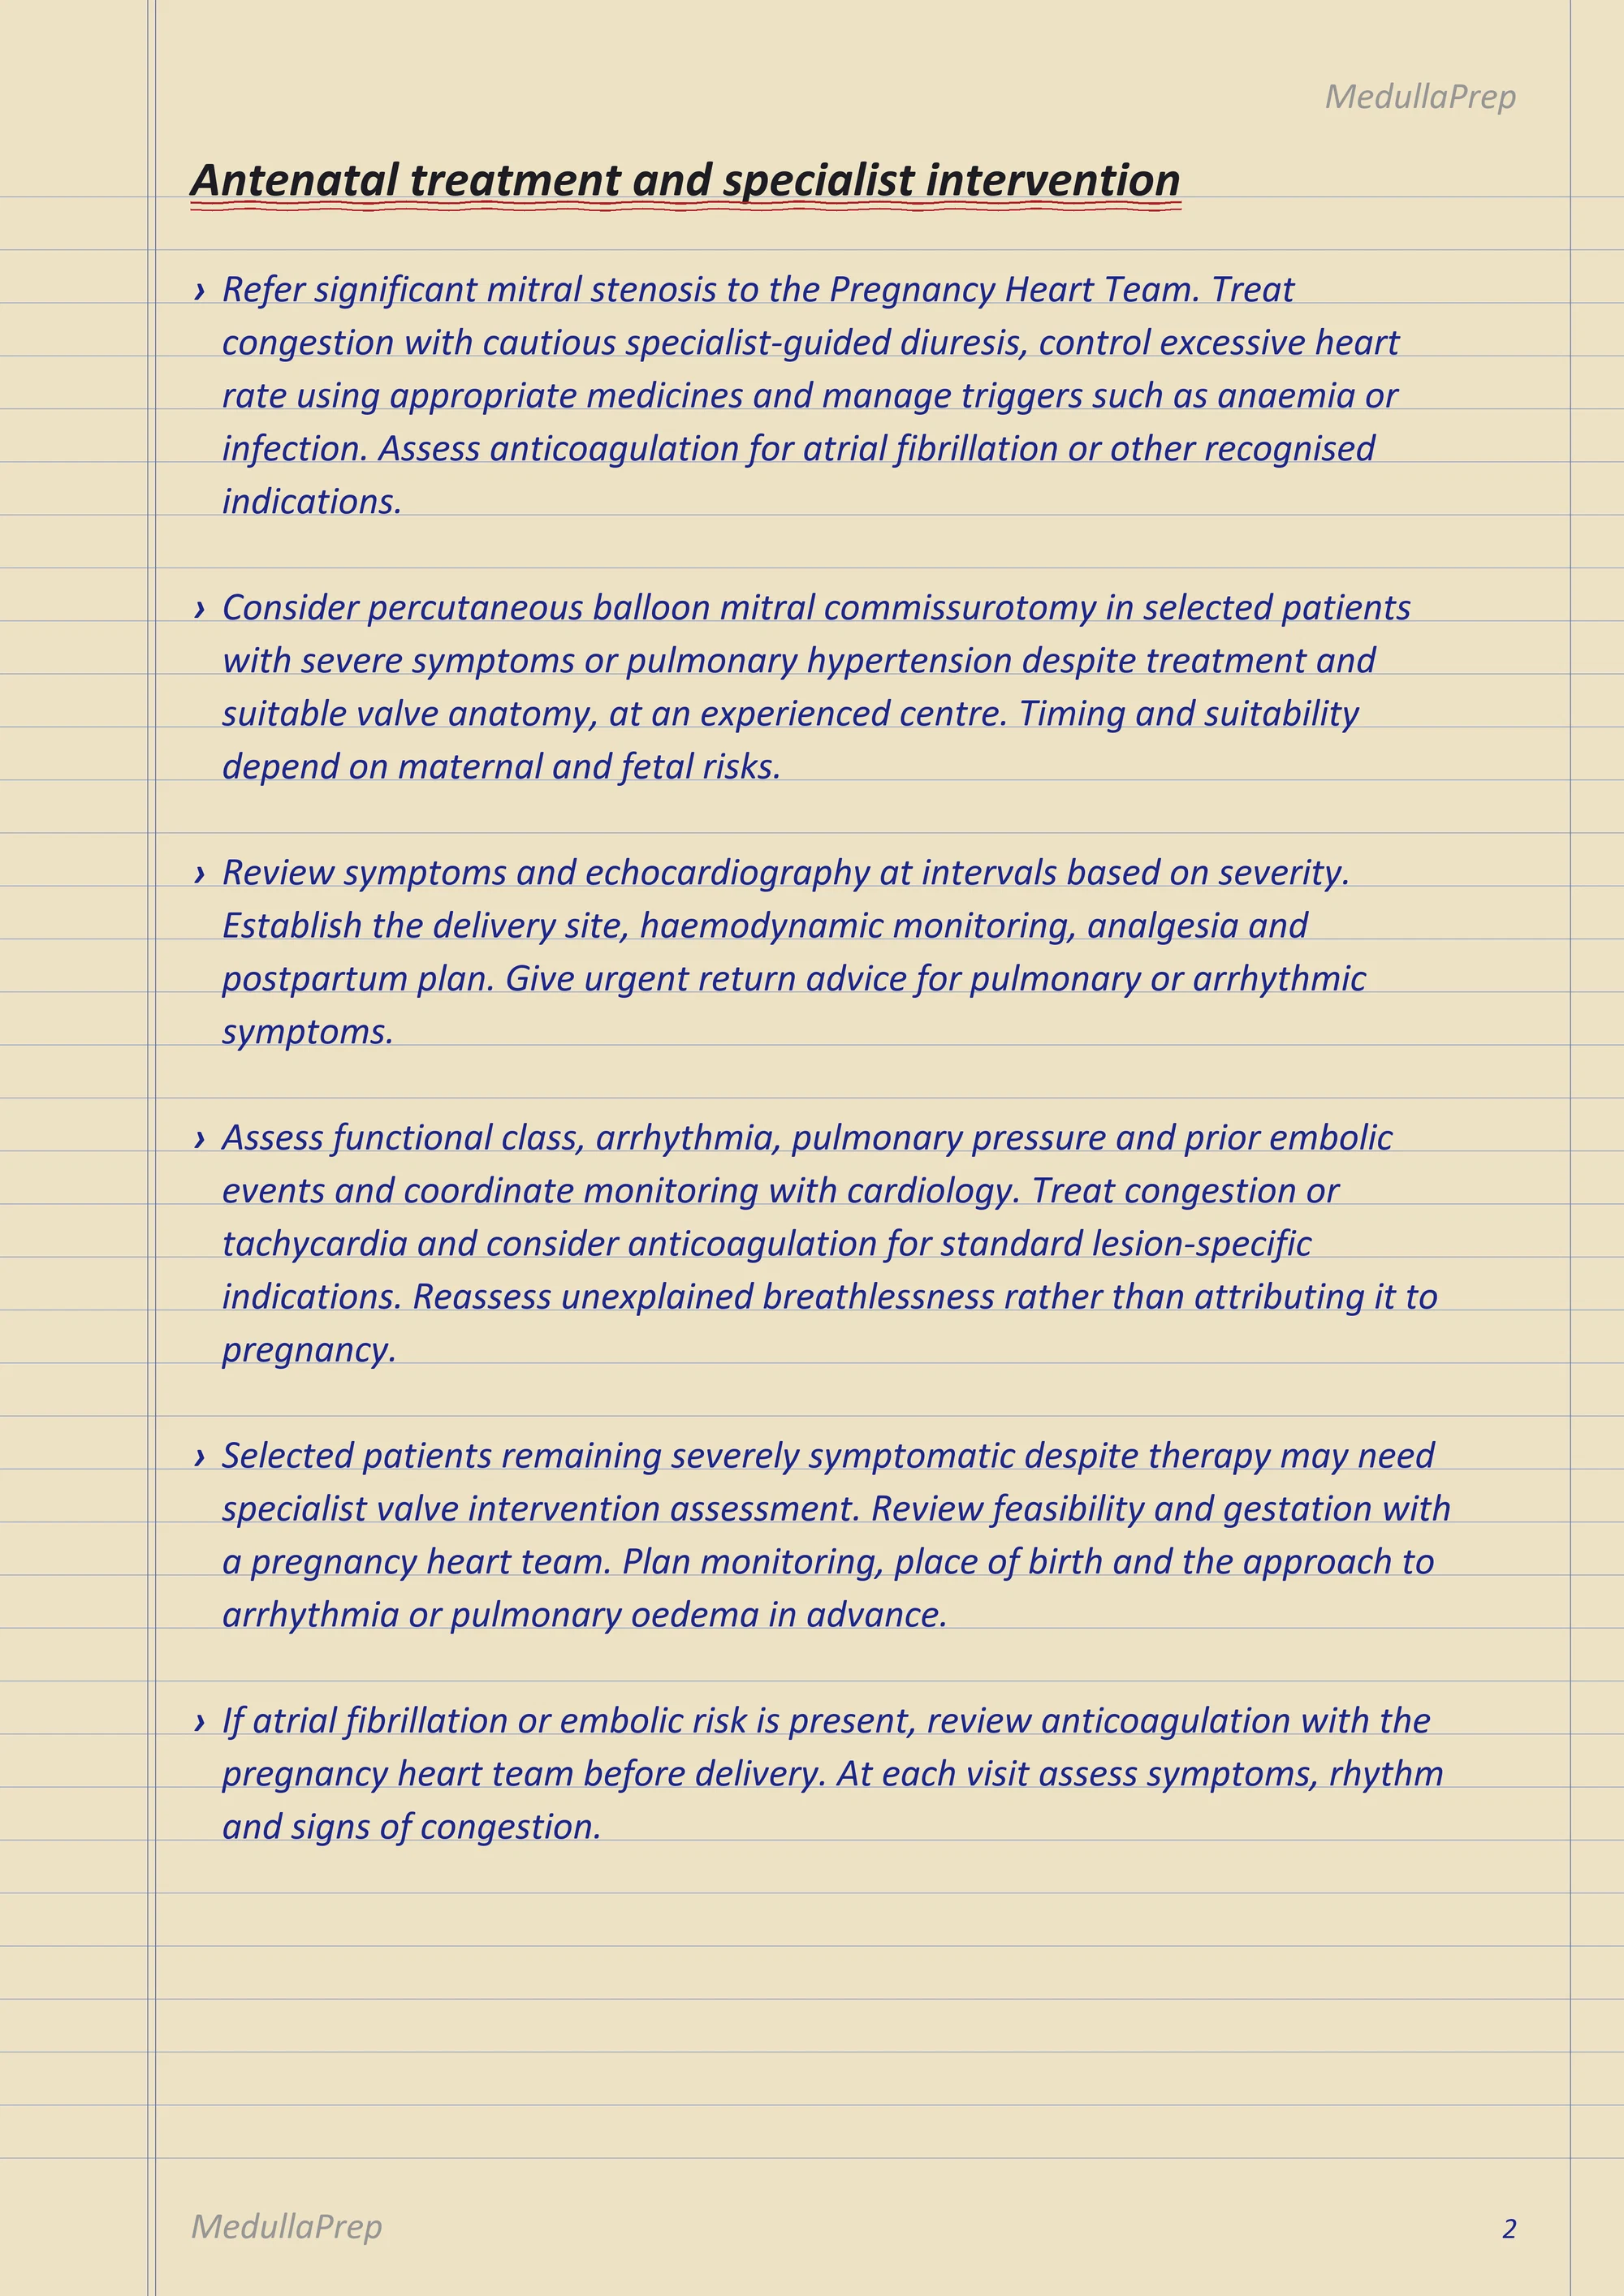 MedullaPrep
Antenatal treatment and specialist intervention
› Refer significant mitral stenosis to the Pregnancy Heart Team. Treat
congestion with cautious specialist-guided diuresis, control excessive heart
rate using appropriate medicines and manage triggers such as anaemia or
infection. Assess anticoagulation for atrial fibrillation or other recognised
indications.
› Consider percutaneous balloon mitral commissurotomy in selected patients
with severe symptoms or pulmonary hypertension despite treatment and
suitable valve anatomy, at an experienced centre. Timing and suitability
depend on maternal and fetal risks.
› Review symptoms and echocardiography at intervals based on severity.
Establish the delivery site, haemodynamic monitoring, analgesia and
postpartum plan. Give urgent return advice for pulmonary or arrhythmic
symptoms.
› Assess functional class, arrhythmia, pulmonary pressure and prior embolic
events and coordinate monitoring with cardiology. Treat congestion or
tachycardia and consider anticoagulation for standard lesion-specific
indications. Reassess unexplained breathlessness rather than attributing it to
pregnancy.
› Selected patients remaining severely symptomatic despite therapy may need
specialist valve intervention assessment. Review feasibility and gestation with
a pregnancy heart team. Plan monitoring, place of birth and the approach to
arrhythmia or pulmonary oedema in advance.
› If atrial fibrillation or embolic risk is present, review anticoagulation with the
pregnancy heart team before delivery. At each visit assess symptoms, rhythm
and signs of congestion.
MedullaPrep
2